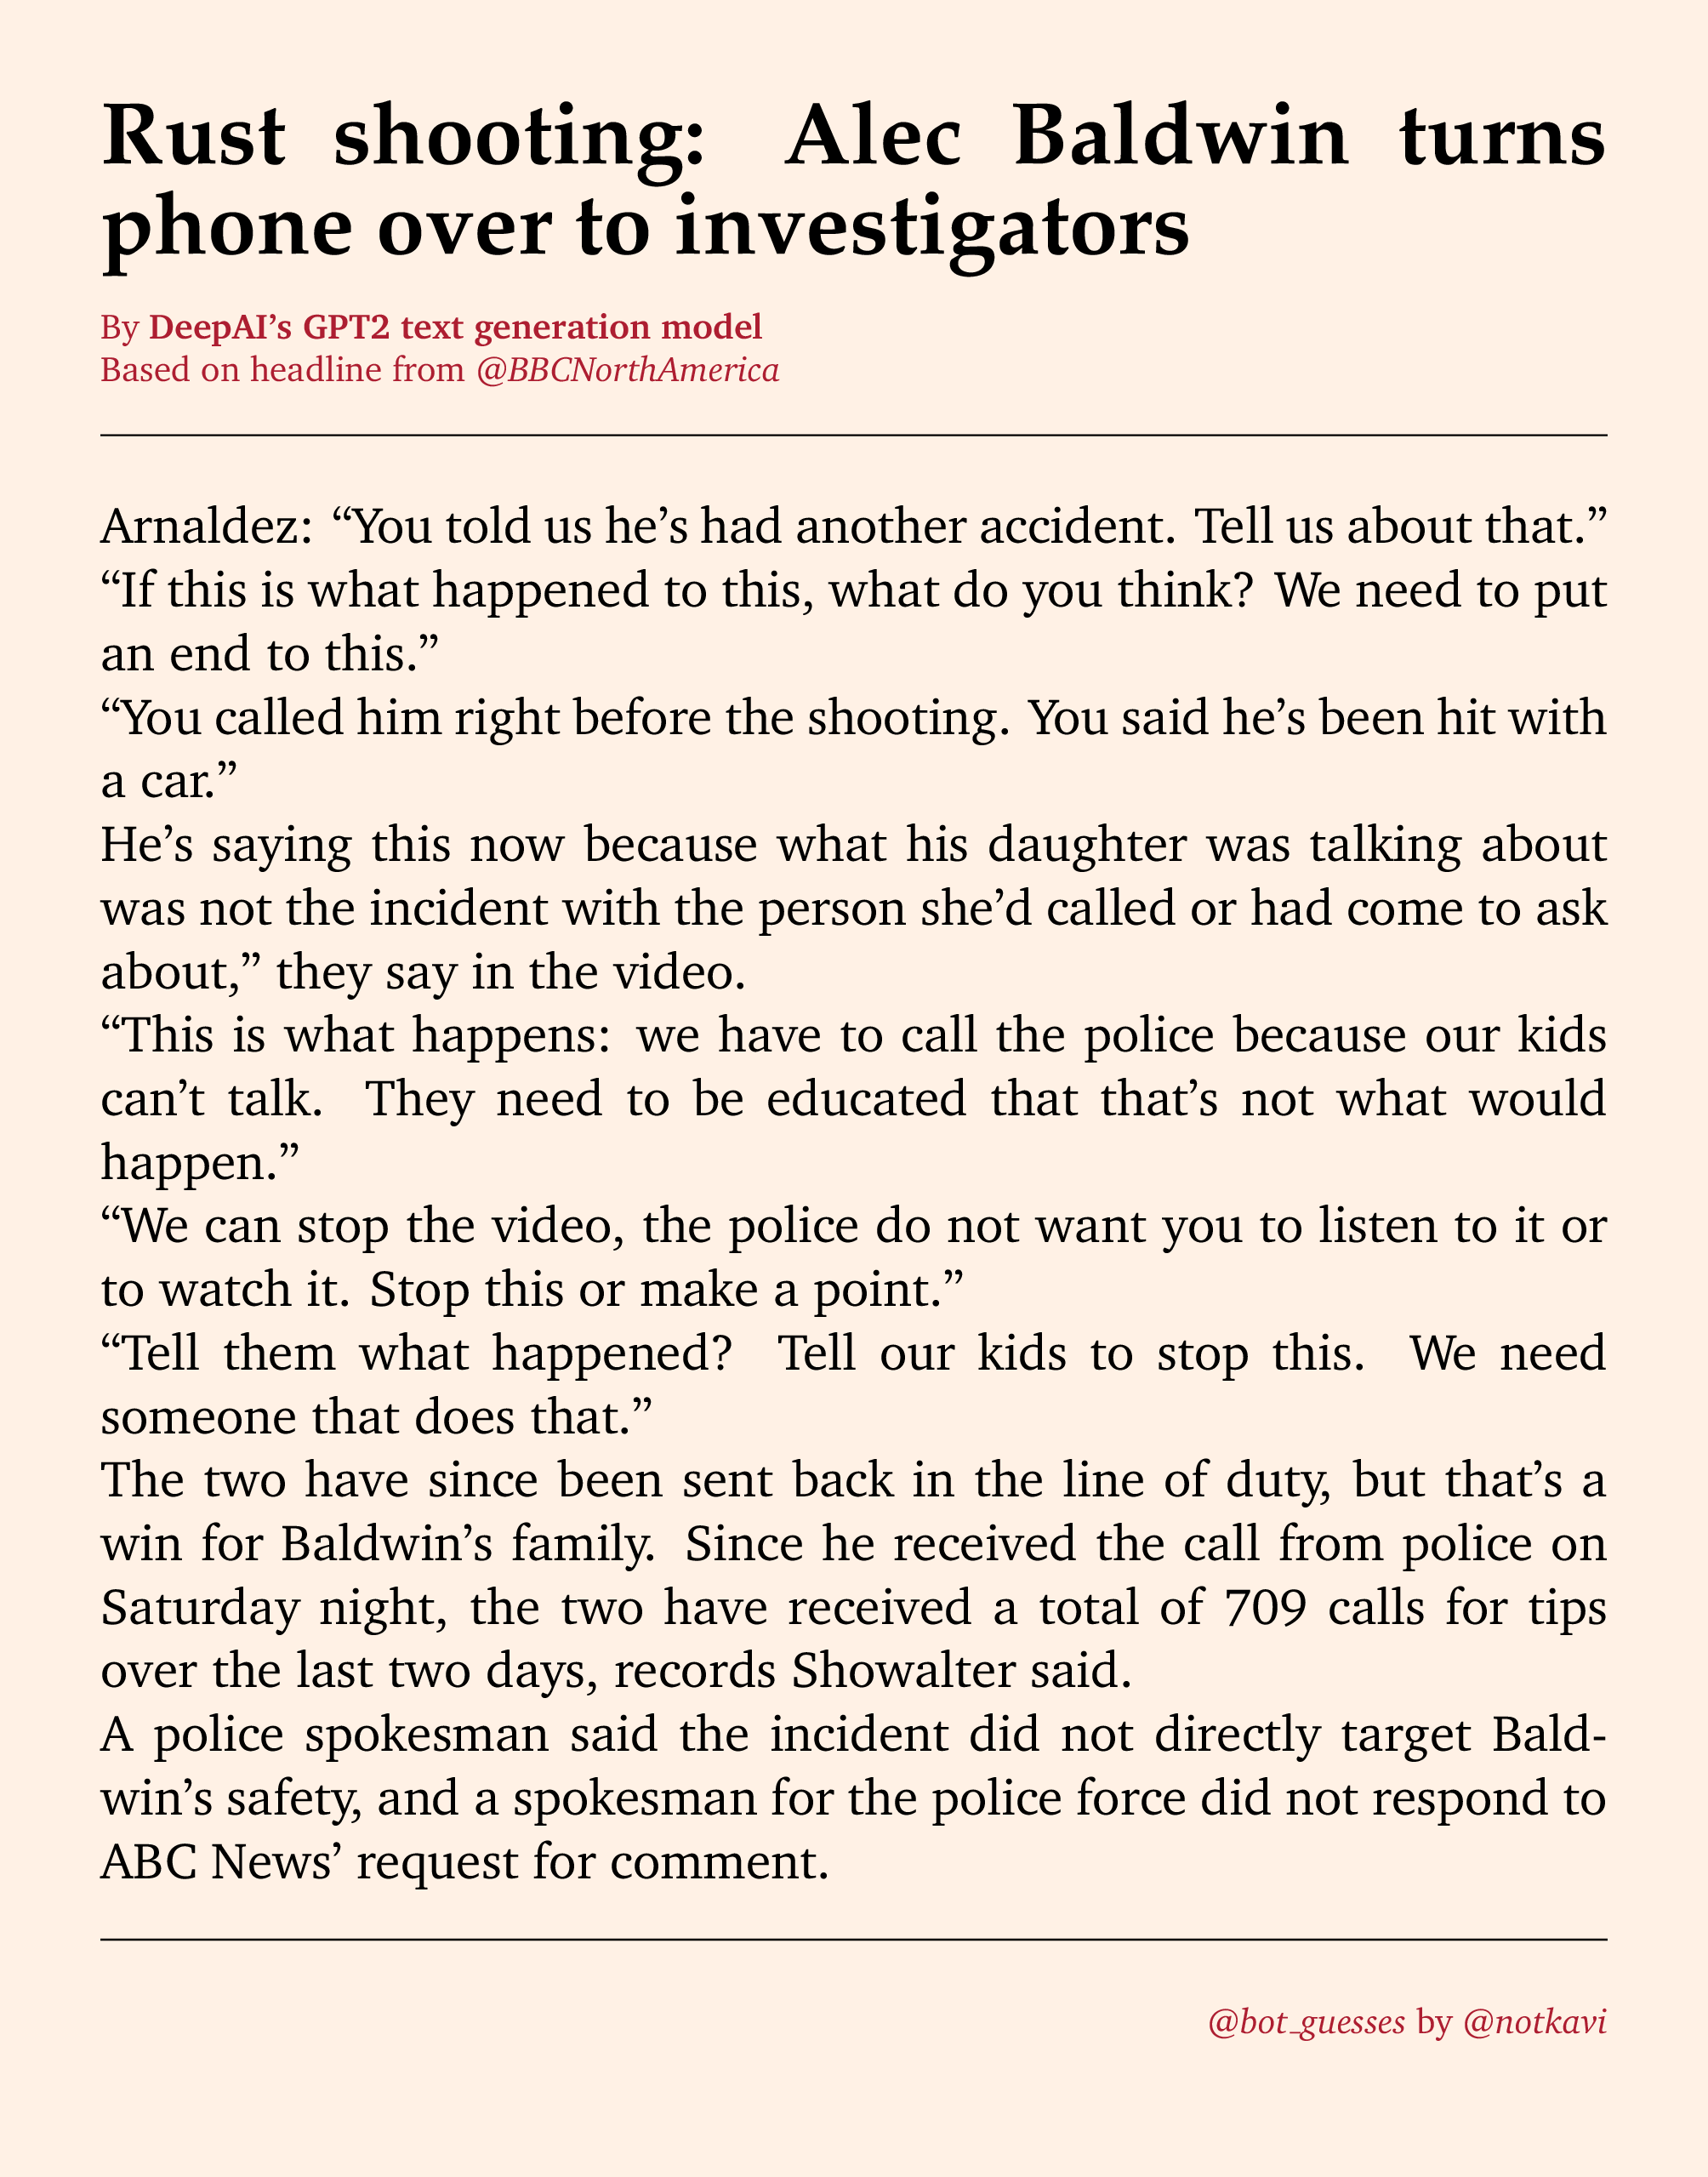 Rust shooting: Alec Baldwin turns
phone over to investigators
By DeepAI’s GPT2 text generation model
Based on headline from @BBCNorthAmerica
Arnaldez: “You told us he’s had another accident. Tell us about that.”
“If this is what happened to this, what do you think? We need to put
an end to this.”
“You called him right before the shooting. You said he’s been hit with
a car.”
He’s saying this now because what his daughter was talking about
was not the incident with the person she’d called or had come to ask
about,” they say in the video.
“This is what happens: we have to call the police because our kids
can’t talk. They need to be educated that that’s not what would
happen.”
“We can stop the video, the police do not want you to listen to it or
to watch it. Stop this or make a point.”
“Tell them what happened? Tell our kids to stop this. We need
someone that does that.”
The two have since been sent back in the line of duty, but that’s a
win for Baldwin’s family. Since he received the call from police on
Saturday night, the two have received a total of 709 calls for tips
over the last two days, records Showalter said.
A police spokesman said the incident did not directly target Bald-
win’s safety, and a spokesman for the police force did not respond to
ABC News’ request for comment.
@bot_guesses by @notkavi